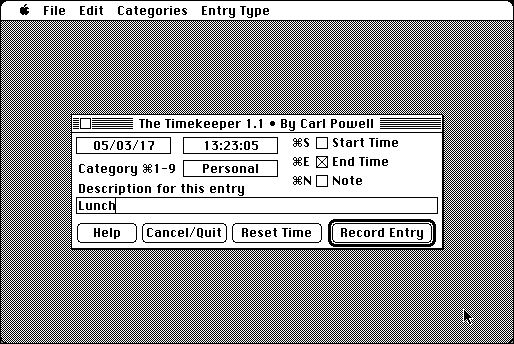 File Edit Categories Entry Type
The Timekeeper 1.1 • By Carl Powell
05/03/17 13:23:05 ⌘S Start Time
⌘E End Time
Category ⌘1-9 Personal
⌘N Note
Description for this entry
Lunch
Help Cancel/Quit Reset Time Record Entry